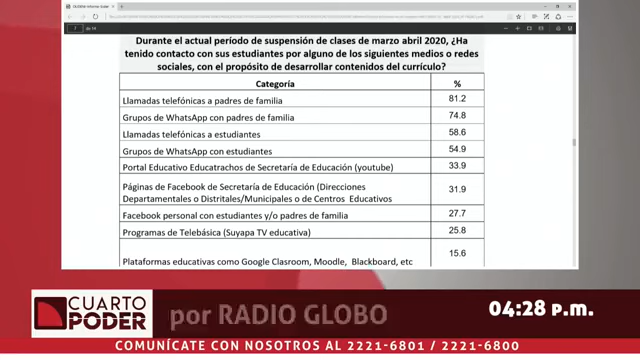 Durante el actual período de suspensión de clases de marzo abril 2020, ¿Ha
tenido contacto con sus estudiantes por alguno de los siguientes medios o redes
sociales, con el propósito de desarrollar contenidos del currículo?
Categoría %
Llamadas telefónicas a padres de familia 81.2
Grupos de WhatsApp con padres de familia 74.8
Llamadas telefónicas a estudiantes 58.6
Grupos de WhatsApp con estudiantes 54.9
Portal Educativo Educatrachos de Secretaría de Educación (youtube) 33.9
Páginas de Facebook de Secretaría de Educación (Direcciones
Departamentales o Distritales/Municipales o de Centros Educativos 31.9
Facebook personal con estudiantes y/o padres de familia 27.7
Programas de Telebásica (Suyapa TV educativa) 25.8
Plataformas educativas como Google Clasroom, Moodle, Blackboard, etc 15.6
CUARTO
PODER
por RADIO GLOBO
04:28 p.m.
COMUNÍCATE CON NOSOTROS AL 2221-6801 / 2221-6800